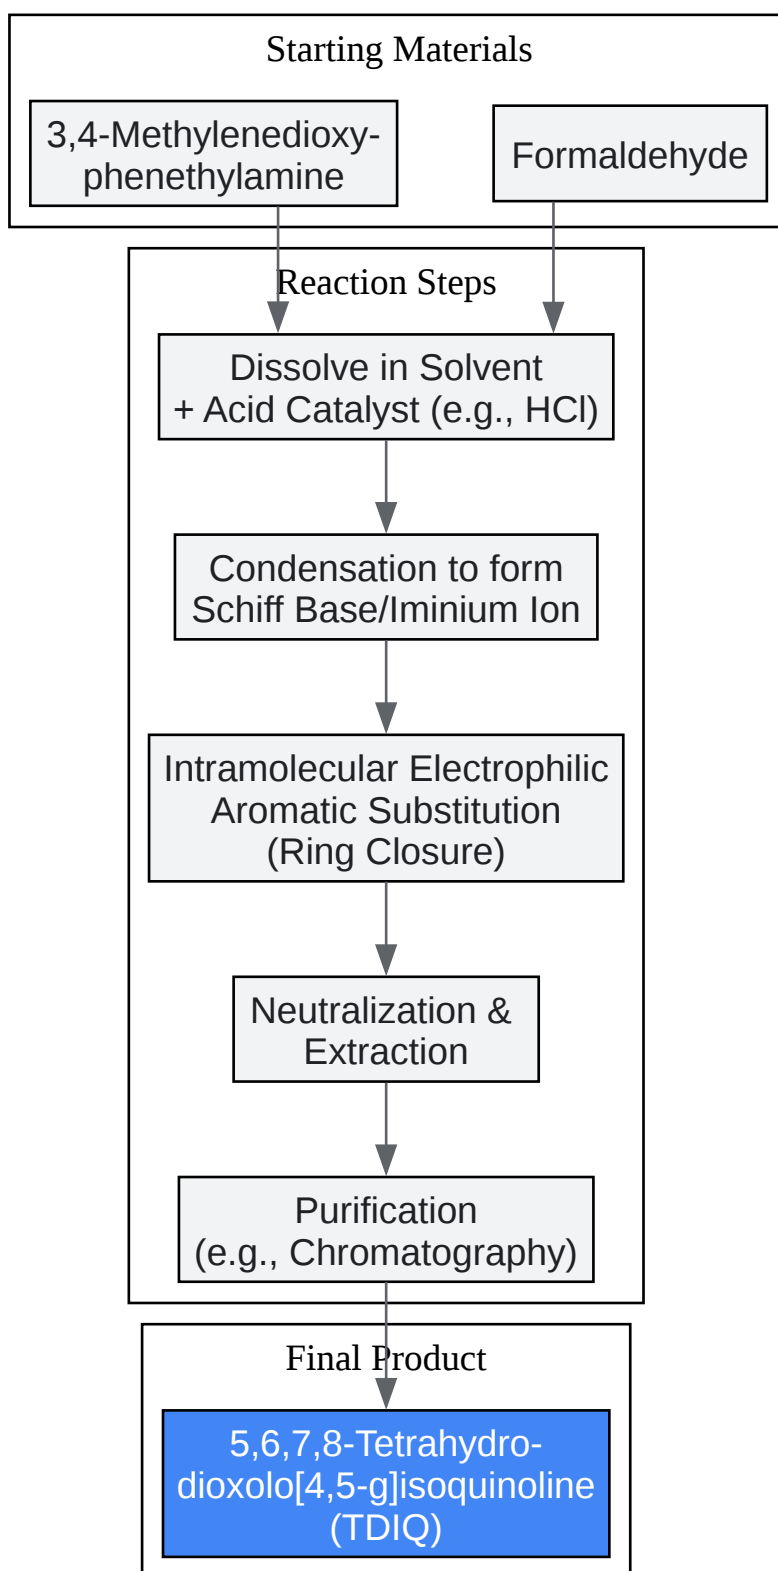 Starting Materials
3,4-Methylenedioxy-
phenethylamine
Formaldehyde
Reaction Steps
Dissolve in Solvent
+ Acid Catalyst (e.g., HCl)
Condensation to form
Schiff Base/Iminium Ion
Intramolecular Electrophilic
Aromatic Substitution
(Ring Closure)
Neutralization &
Extraction
Purification
(e.g., Chromatography)
Final Product
5,6,7,8-Tetrahydro-
dioxolo[4,5-g]isoquinoline
(TDIQ)